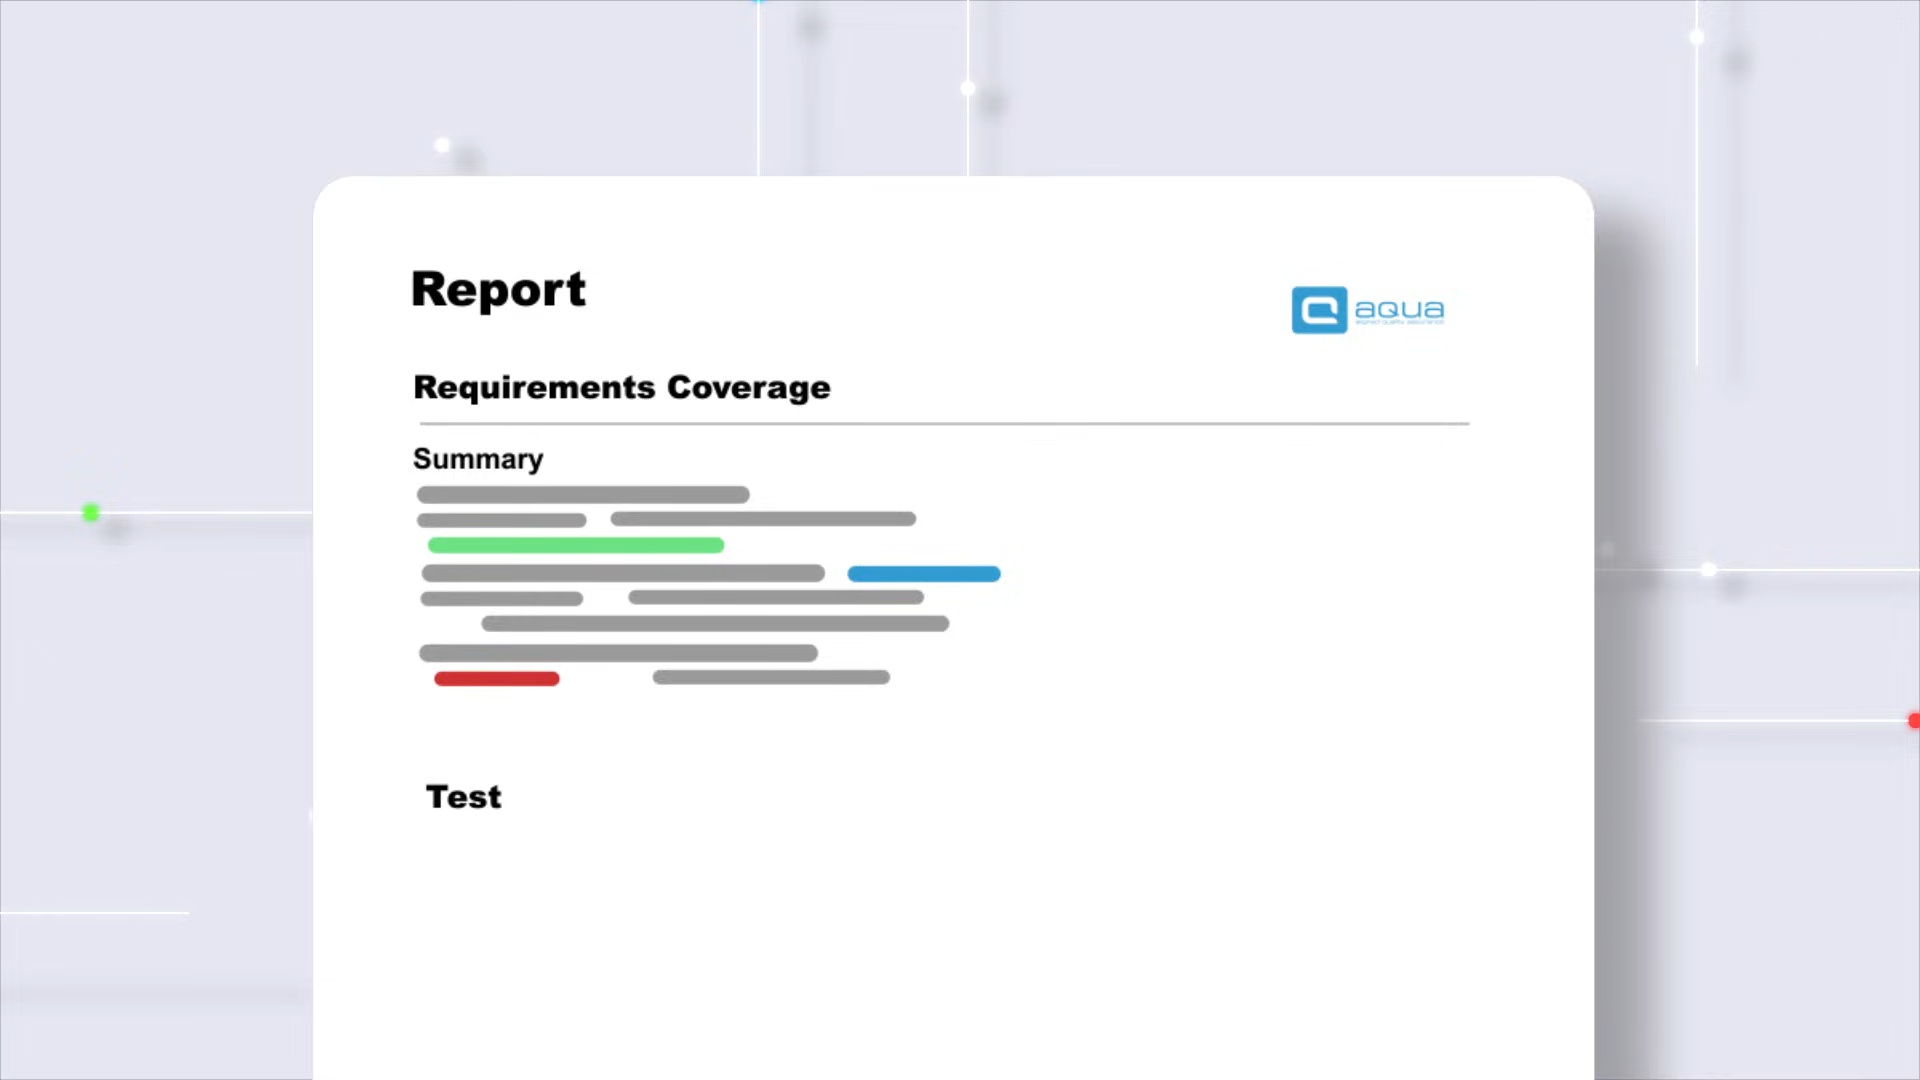 Report
aqua
Requirements Coverage
Summary
Test